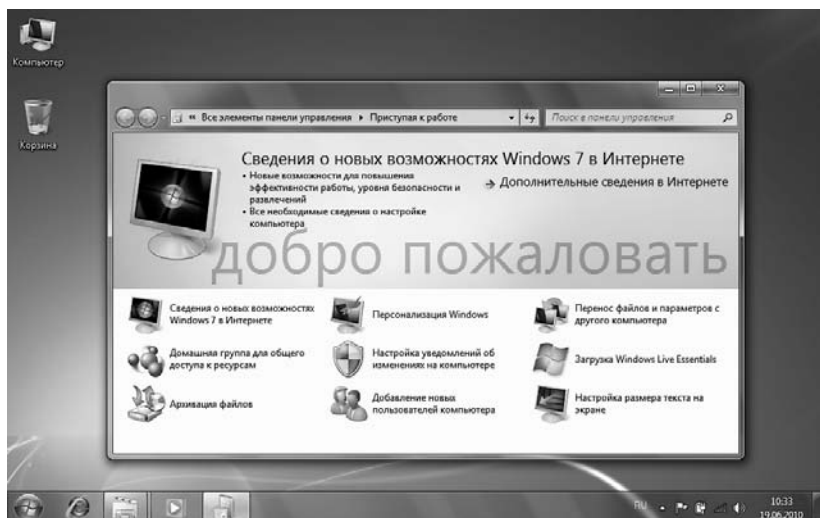 Компьютер
Корзина
Все элементы панели управления
Приступая к работе
Поиск в панели управления
Сведения о новых возможностях Windows 7 в Интернете
• Новые возможности для повышения
эффективности работы, уровня безопасности и
развлечений
• Все необходимые сведения о настройке
компьютера
Дополнительные сведения в Интернете
добро пожаловать
Сведения о новых возможностях
Windows 7 в Интернете
Персонализация Windows
Перенос файлов и параметров с
другого компьютера
Домашняя группа для общего
доступа к ресурсам
Настройка уведомлений об
изменениях на компьютере
Загрузка Windows Live Essentials
Архивация файлов
Добавление новых
пользователей компьютера
Настройка размера текста на
экране
RU
10:33
19.06.2010